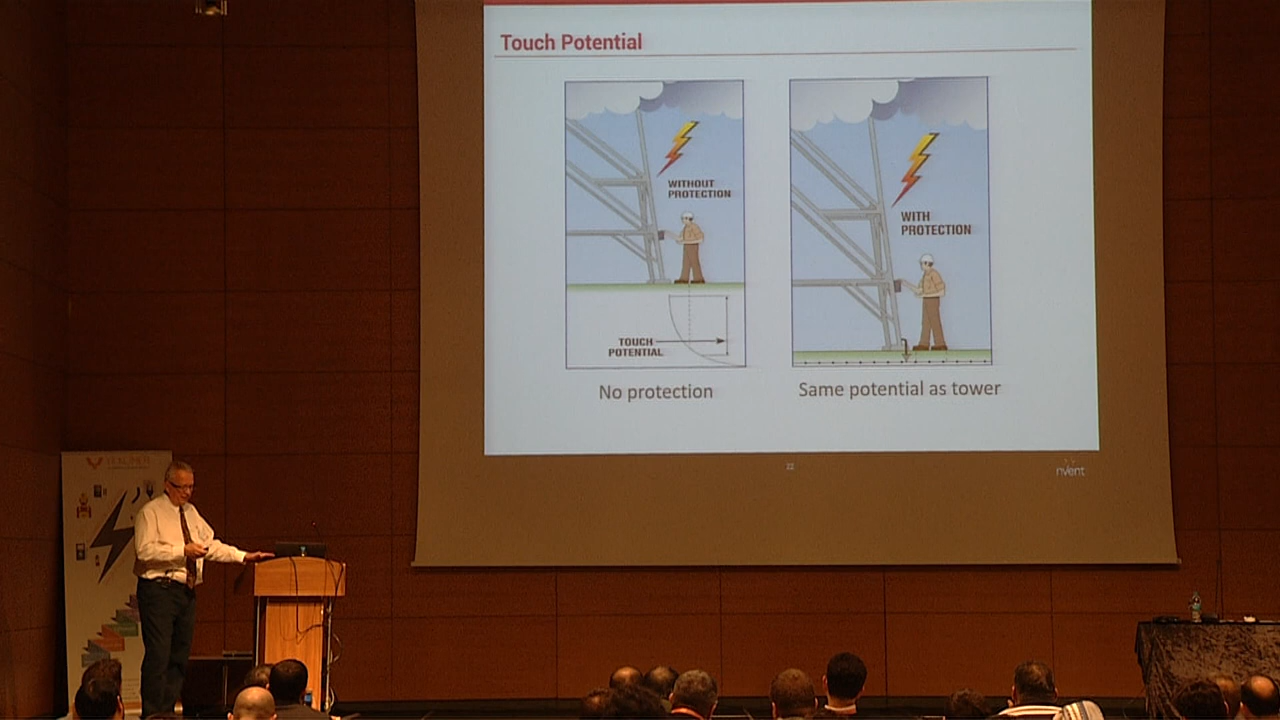 Touch Potential
WITHOUT
PROTECTION
TOUCH
POTENTIAL
No protection
WITH
PROTECTION
Same potential as tower
nVent